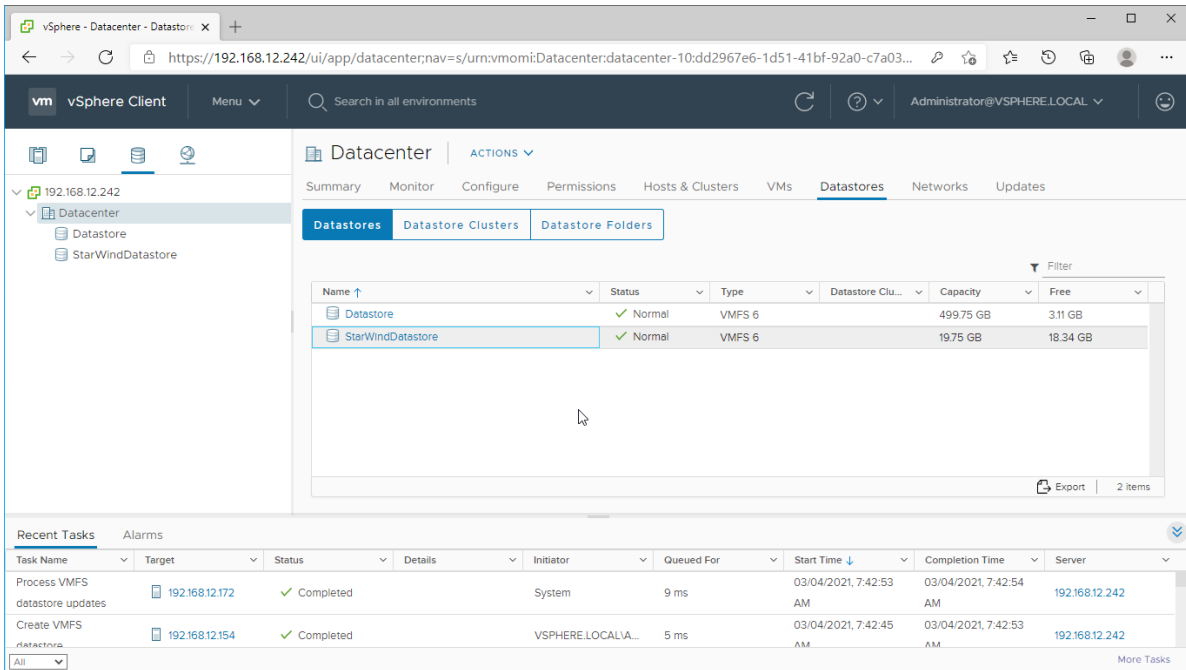 vSphere - Datacenter - Datastore
https://192.168.12.242/ui/app/datacenter;nav=s/urn:vmomi:Datacenter:datacenter-10:dd2967e6-1d51-41bf-92a0-c7a03...
vm vSphere Client Menu Search in all environments Administrator@VSPHERE.LOCAL
192.168.12.242
Datacenter
Datastore
StarWindDatastore
Datacenter ACTIONS
Summary Monitor Configure Permissions Hosts & Clusters VMs Datastores Networks Updates
Datastores Datastore Clusters Datastore Folders
Filter
Name ↑ Status Type Datastore Clu... Capacity Free
Datastore Normal VMFS 6 499.75 GB 3.11 GB
StarWindDatastore Normal VMFS 6 19.75 GB 18.34 GB
Export 2 items
Recent Tasks Alarms
Task Name Target Status Details Initiator Queued For Start Time ↓ Completion Time Server
Process VMFS datastore updates 192.168.12.172 Completed System 9 ms 03/04/2021, 7:42:53 AM 03/04/2021, 7:42:54 AM 192.168.12.242
Create VMFS datastore 192.168.12.154 Completed VSPHERE.LOCAL\A... 5 ms 03/04/2021, 7:42:45 AM 03/04/2021, 7:42:53 AM 192.168.12.242
All More Tasks